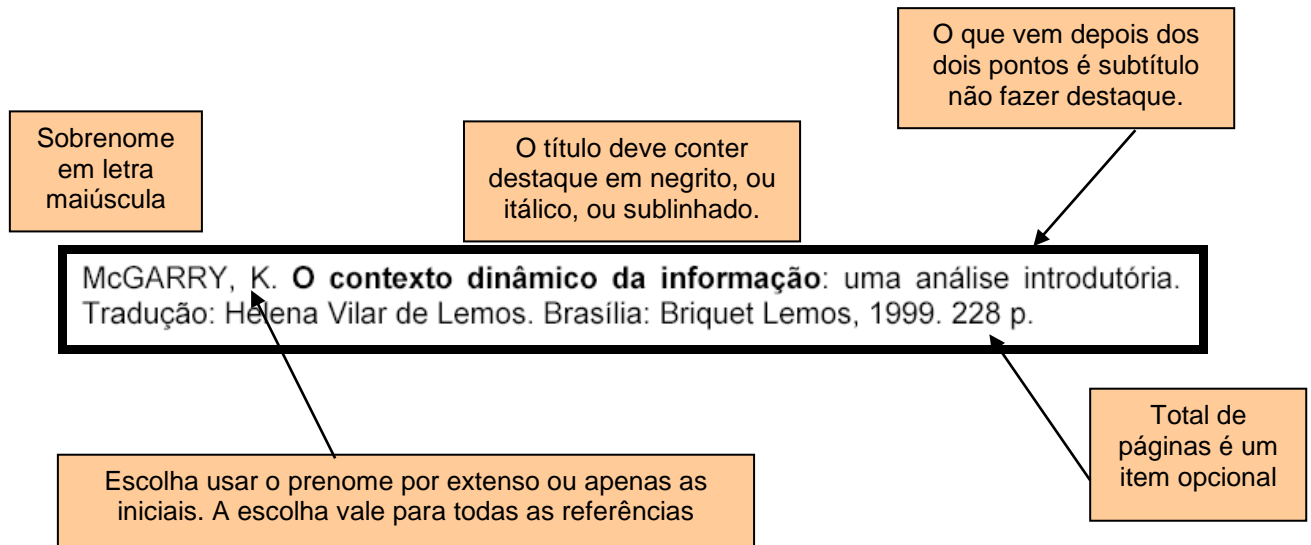 O que vem depois dos
dois pontos é subtítulo
não fazer destaque.
Sobrenome
em letra
maiúscula
O título deve conter
destaque em negrito, ou
itálico, ou sublinhado.
McGARRY, K. O contexto dinâmico da informação: uma análise introdutória.
Tradução: Helena Vilar de Lemos. Brasília: Briquet Lemos, 1999. 228 p.
Total de
páginas é um
item opcional
Escolha usar o prenome por extenso ou apenas as
iniciais. A escolha vale para todas as referências